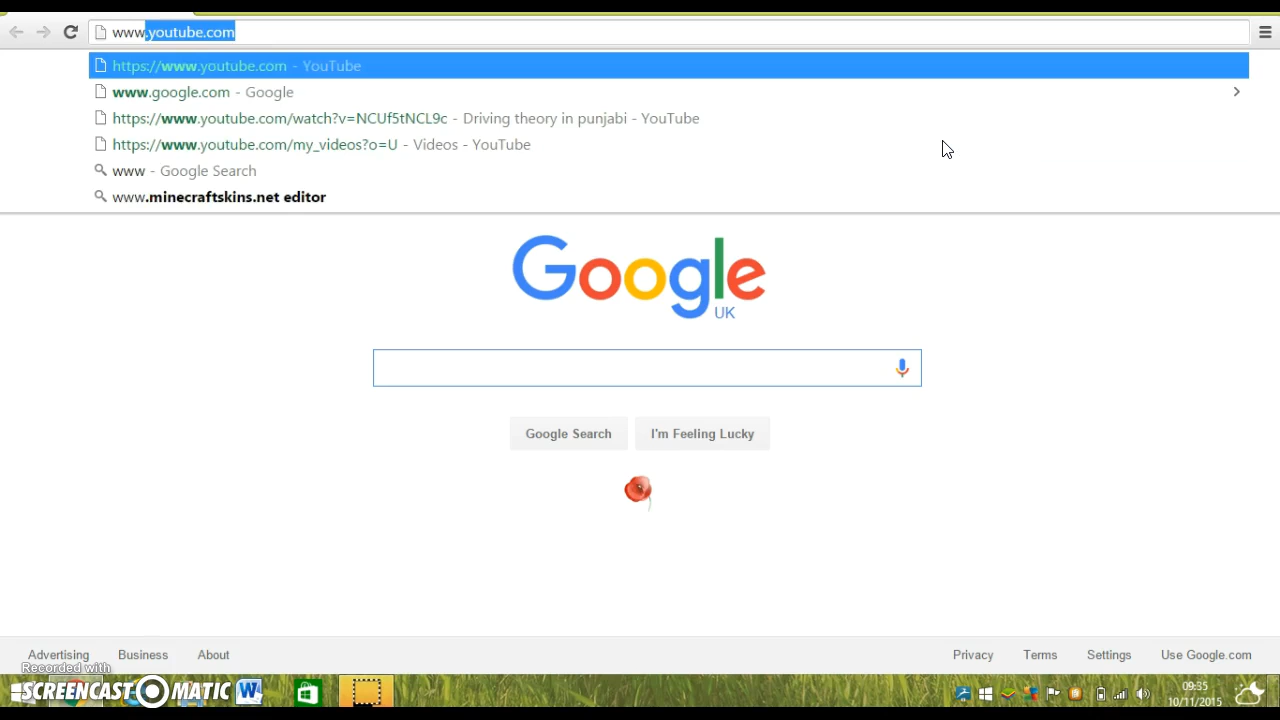 www.youtube.com
https://www.youtube.com - YouTube
www.google.com - Google
https://www.youtube.com/watch?v=NCUf5tNCL9c - Driving theory in punjabi - YouTube
https://www.youtube.com/my_videos?o=U - Videos - YouTube
www - Google Search
www.minecraftskins.net editor
Google
UK
Google Search I'm Feeling Lucky
Advertising Business About Privacy Terms Settings Use Google.com
Recorded with
SCREENCAST MATIC
09:35
10/11/2015